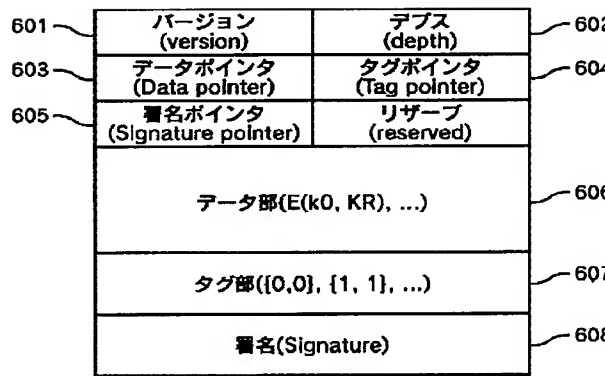 601 バージョン (version) デプス (depth) 602
603 データポインタ (Data pointer) タグポインタ (Tag pointer) 604
605 署名ポインタ (Signature pointer) リザーブ (reserved)
データ部(E(k0, KR), ...) 606
タグ部({0,0}, {1, 1}, ...) 607
署名(Signature) 608